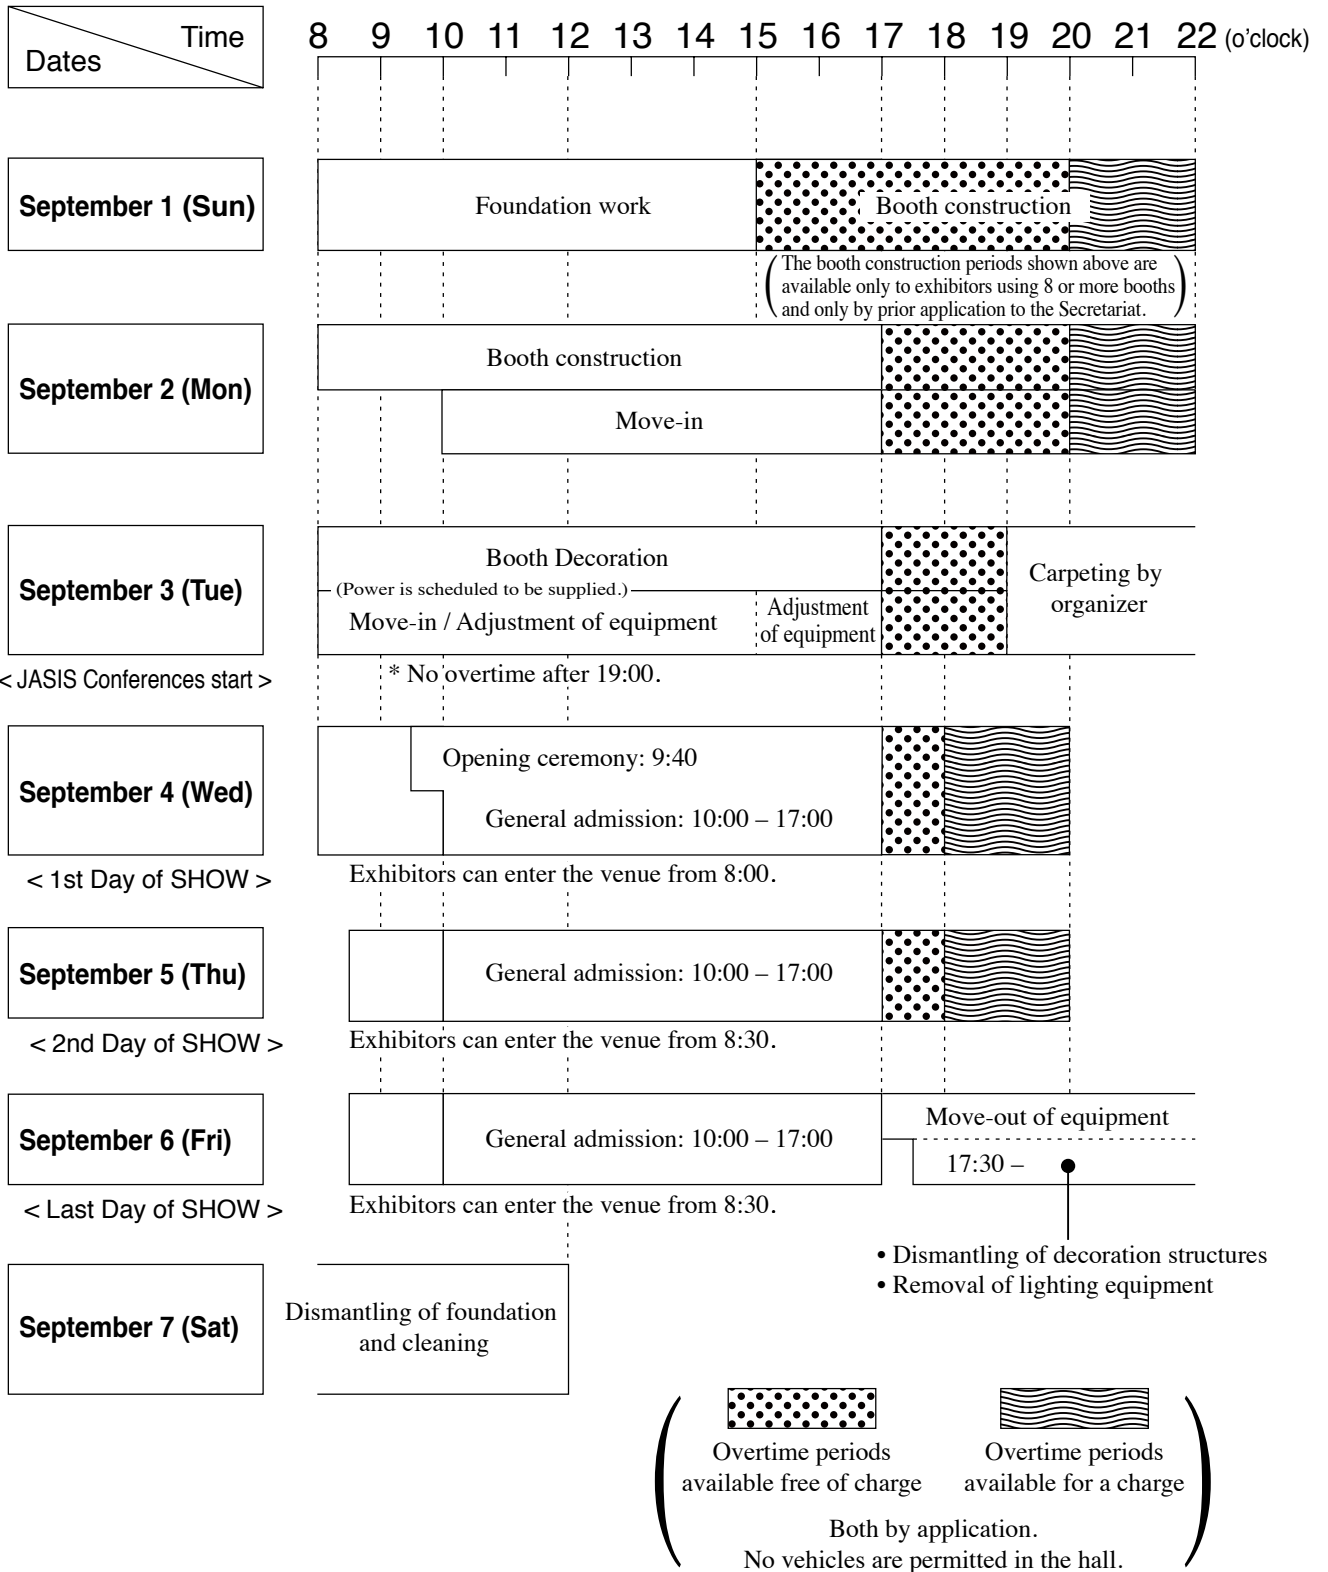 Time
Dates
8 9 10 11 12 13 14 15 16 17 18 19 20 21 22 (o'clock)
September 1 (Sun)
Foundation work
Booth construction
The booth construction periods shown above are
available only to exhibitors using 8 or more booths
and only by prior application to the Secretariat.
September 2 (Mon)
Booth construction
Move-in
September 3 (Tue)
Booth Decoration
(Power is scheduled to be supplied.)
Move-in / Adjustment of equipment
Adjustment
of equipment
Carpeting by
organizer
< JASIS Conferences start >
* No overtime after 19:00.
September 4 (Wed)
Opening ceremony: 9:40
General admission: 10:00 – 17:00
< 1st Day of SHOW >
Exhibitors can enter the venue from 8:00.
September 5 (Thu)
General admission: 10:00 – 17:00
< 2nd Day of SHOW >
Exhibitors can enter the venue from 8:30.
September 6 (Fri)
General admission: 10:00 – 17:00
Move-out of equipment
17:30 –
< Last Day of SHOW >
Exhibitors can enter the venue from 8:30.
• Dismantling of decoration structures
• Removal of lighting equipment
September 7 (Sat)
Dismantling of foundation
and cleaning
Overtime periods
available free of charge
Overtime periods
available for a charge
Both by application.
No vehicles are permitted in the hall.